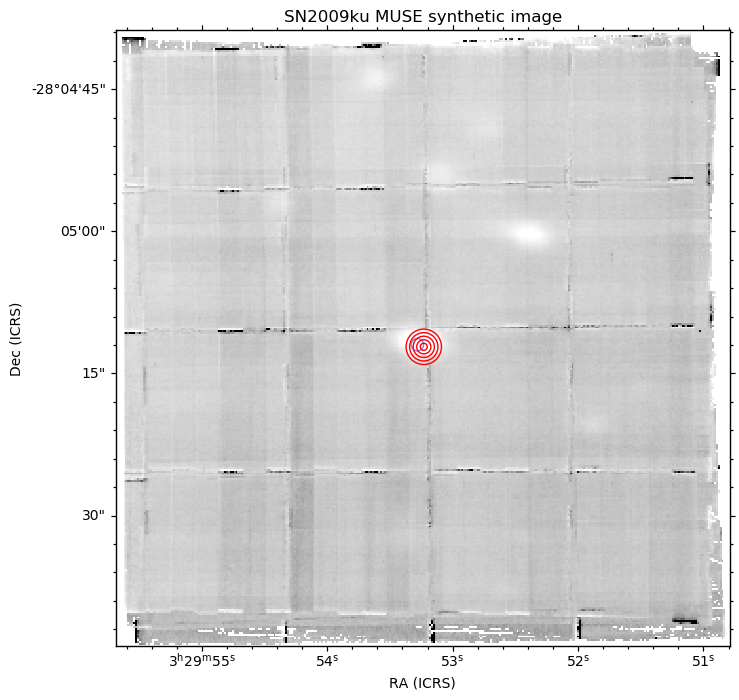 SN2009ku MUSE synthetic image
-28°04'45"
05'00"
15"
30"
Dec (ICRS)
3ʰ29ᵐ55ˢ 54ˢ 53ˢ 52ˢ 51ˢ
RA (ICRS)